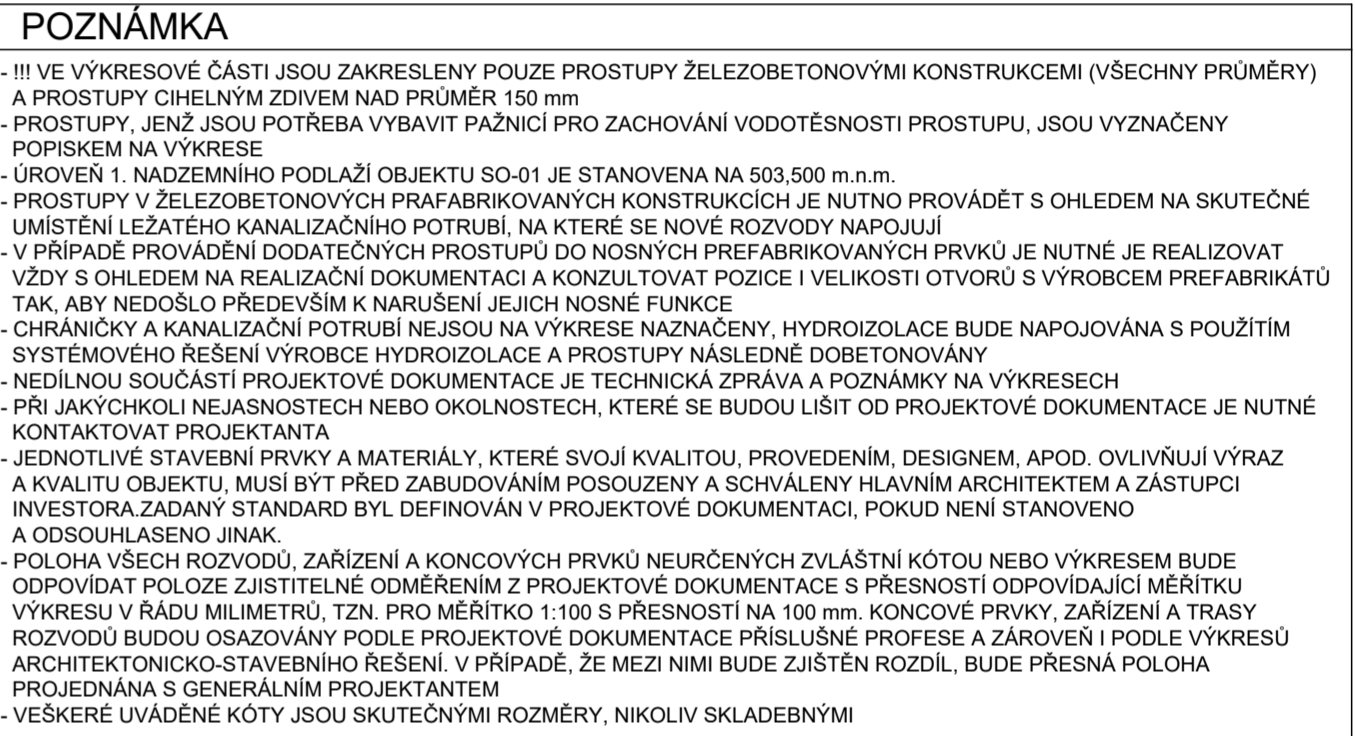 POZNÁMKA
- !!! VE VÝKRESOVÉ ČÁSTI JSOU ZAKRESLENY POUZE PROSTUPY ŽELEZOBETONOVÝMI KONSTRUKCEMI (VŠECHNY PRŮMĚRY)
A PROSTUPY CIHELNÝM ZDIVEM NAD PRŮMĚR 150 mm
- PROSTUPY, JENŽ JSOU POTŘEBA VYBAVIT PAŽNICÍ PRO ZACHOVÁNÍ VODOTĚSNOSTI PROSTUPU, JSOU VYZNAČENY
POPISKEM NA VÝKRESE
- ÚROVEŇ 1. NADZEMNÍHO PODLAŽÍ OBJEKTU SO-01 JE STANOVENA NA 503,500 m.n.m.
- PROSTUPY V ŽELEZOBETONOVÝCH PRAFABRIKOVANÝCH KONSTRUKCÍCH JE NUTNO PROVÁDĚT S OHLEDEM NA SKUTEČNÉ
UMÍSTĚNÍ LEŽATÉHO KANALIZAČNÍHO POTRUBÍ, NA KTERÉ SE NOVÉ ROZVODY NAPOJUJÍ
- V PŘÍPADĚ PROVÁDĚNÍ DODATEČNÝCH PROSTUPŮ DO NOSNÝCH PREFABRIKOVANÝCH PRVKŮ JE NUTNÉ JE REALIZOVAT
VŽDY S OHLEDEM NA REALIZAČNÍ DOKUMENTACI A KONZULTOVAT POZICE I VELIKOSTI OTVORŮ S VÝROBCEM PREFABRIKÁTŮ
TAK, ABY NEDOŠLO PŘEDEVŠÍM K NARUŠENÍ JEJICH NOSNÉ FUNKCE
- CHRÁNIČKY A KANALIZAČNÍ POTRUBÍ NEJSOU NA VÝKRESE NAZNAČENY, HYDROIZOLACE BUDE NAPOJOVÁNA S POUŽÍTÍM
SYSTÉMOVÉHO ŘEŠENÍ VÝROBCE HYDROIZOLACE A PROSTUPY NÁSLEDNĚ DOBETONOVÁNY
- NEDÍLNOU SOUČÁSTÍ PROJEKTOVÉ DOKUMENTACE JE TECHNICKÁ ZPRÁVA A POZNÁMKY NA VÝKRESECH
- PŘI JAKÝCHKOLI NEJASNOSTECH NEBO OKOLNOSTECH, KTERÉ SE BUDOU LIŠIT OD PROJEKTOVÉ DOKUMENTACE JE NUTNÉ
KONTAKTOVAT PROJEKTANTA
- JEDNOTLIVÉ STAVEBNÍ PRVKY A MATERIÁLY, KTERÉ SVOJÍ KVALITOU, PROVEDENÍM, DESIGNEM, APOD. OVLIVŇUJÍ VÝRAZ
A KVALITU OBJEKTU, MUSÍ BÝT PŘED ZABUDOVÁNÍM POSOUZENY A SCHVÁLENY HLAVNÍM ARCHITEKTEM A ZÁSTUPCI
INVESTORA.ZADANÝ STANDARD BYL DEFINOVÁN V PROJEKTOVÉ DOKUMENTACI, POKUD NENÍ STANOVENO
A ODSOUHLASENO JINAK.
- POLOHA VŠECH ROZVODŮ, ZAŘÍZENÍ A KONCOVÝCH PRVKŮ NEURČENÝCH ZVLÁŠTNÍ KÓTOU NEBO VÝKRESEM BUDE
ODPOVÍDAT POLOZE ZJISTITELNÉ ODMĚŘENÍM Z PROJEKTOVÉ DOKUMENTACE S PŘESNOSTÍ ODPOVÍDAJÍCÍ MĚŘÍTKU
VÝKRESU V ŘÁDU MILIMETRŮ, TZN. PRO MĚŘÍTKO 1:100 S PŘESNOSTÍ NA 100 mm. KONCOVÉ PRVKY, ZAŘÍZENÍ A TRASY
ROZVODŮ BUDOU OSAZOVÁNY PODLE PROJEKTOVÉ DOKUMENTACE PŘÍSLUŠNÉ PROFESE A ZÁROVEŇ I PODLE VÝKRESŮ
ARCHITEKTONICKO-STAVEBNÍHO ŘEŠENÍ. V PŘÍPADĚ, ŽE MEZI NIMI BUDE ZJIŠTĚN ROZDÍL, BUDE PŘESNÁ POLOHA
PROJEDNÁNA S GENERÁLNÍM PROJEKTANTEM
- VEŠKERÉ UVÁDĚNÉ KÓTY JSOU SKUTEČNÝMI ROZMĚRY, NIKOLIV SKLADEBNÝMI